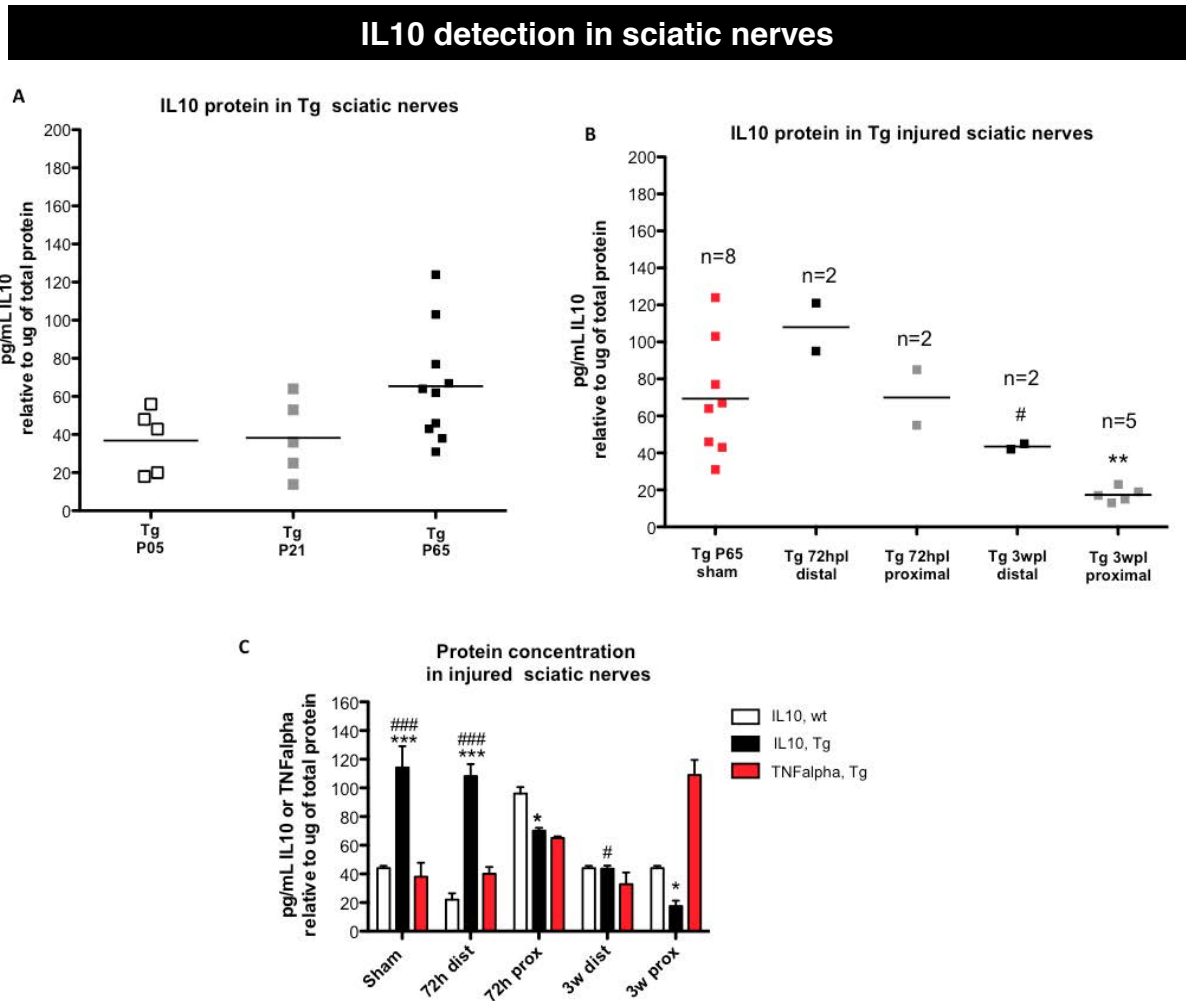 IL10 detection in sciatic nerves
A
IL10 protein in Tg sciatic nerves
pg/mL IL10
relative to ug of total protein
200
180
160
140
120
100
80
60
40
20
0
Tg
P05
Tg
P21
Tg
P65
B
IL10 protein in Tg injured sciatic nerves
pg/mL IL10
relative to ug of total protein
200
180
160
140
120
100
80
60
40
20
0
n=8
n=2
n=2
n=2
#
n=5
**
Tg P65
sham
Tg 72hpl
distal
Tg 72hpl
proximal
Tg 3wpl
distal
Tg 3wpl
proximal
C
Protein concentration
in injured sciatic nerves
pg/mL IL10 or TNFalpha
relative to ug of total protein
160
140
120
100
80
60
40
20
0
###
***
###
***
*
#
*
Sham
72h dist
72h prox
3w dist
3w prox
IL10, wt
IL10, Tg
TNFalpha, Tg